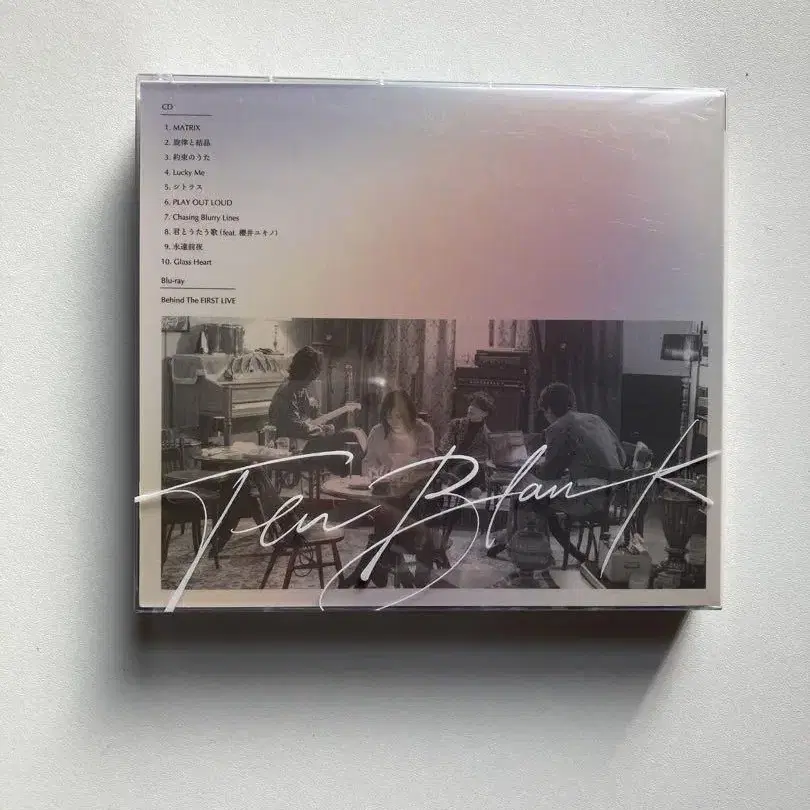 CD
1. MATRIX
2.旋律と結晶
3. 約束のうた
4. Lucky Me
5. シトラス
6. PLAY OUT LOUD
7. Chasing Blurry Lines
8. 君とうたう歌 (feat. 櫻井ユキノ)
9. 永遠前夜
10. Glass Heart
Blu-ray
Behind The FIRST LIVE
Ten Blank